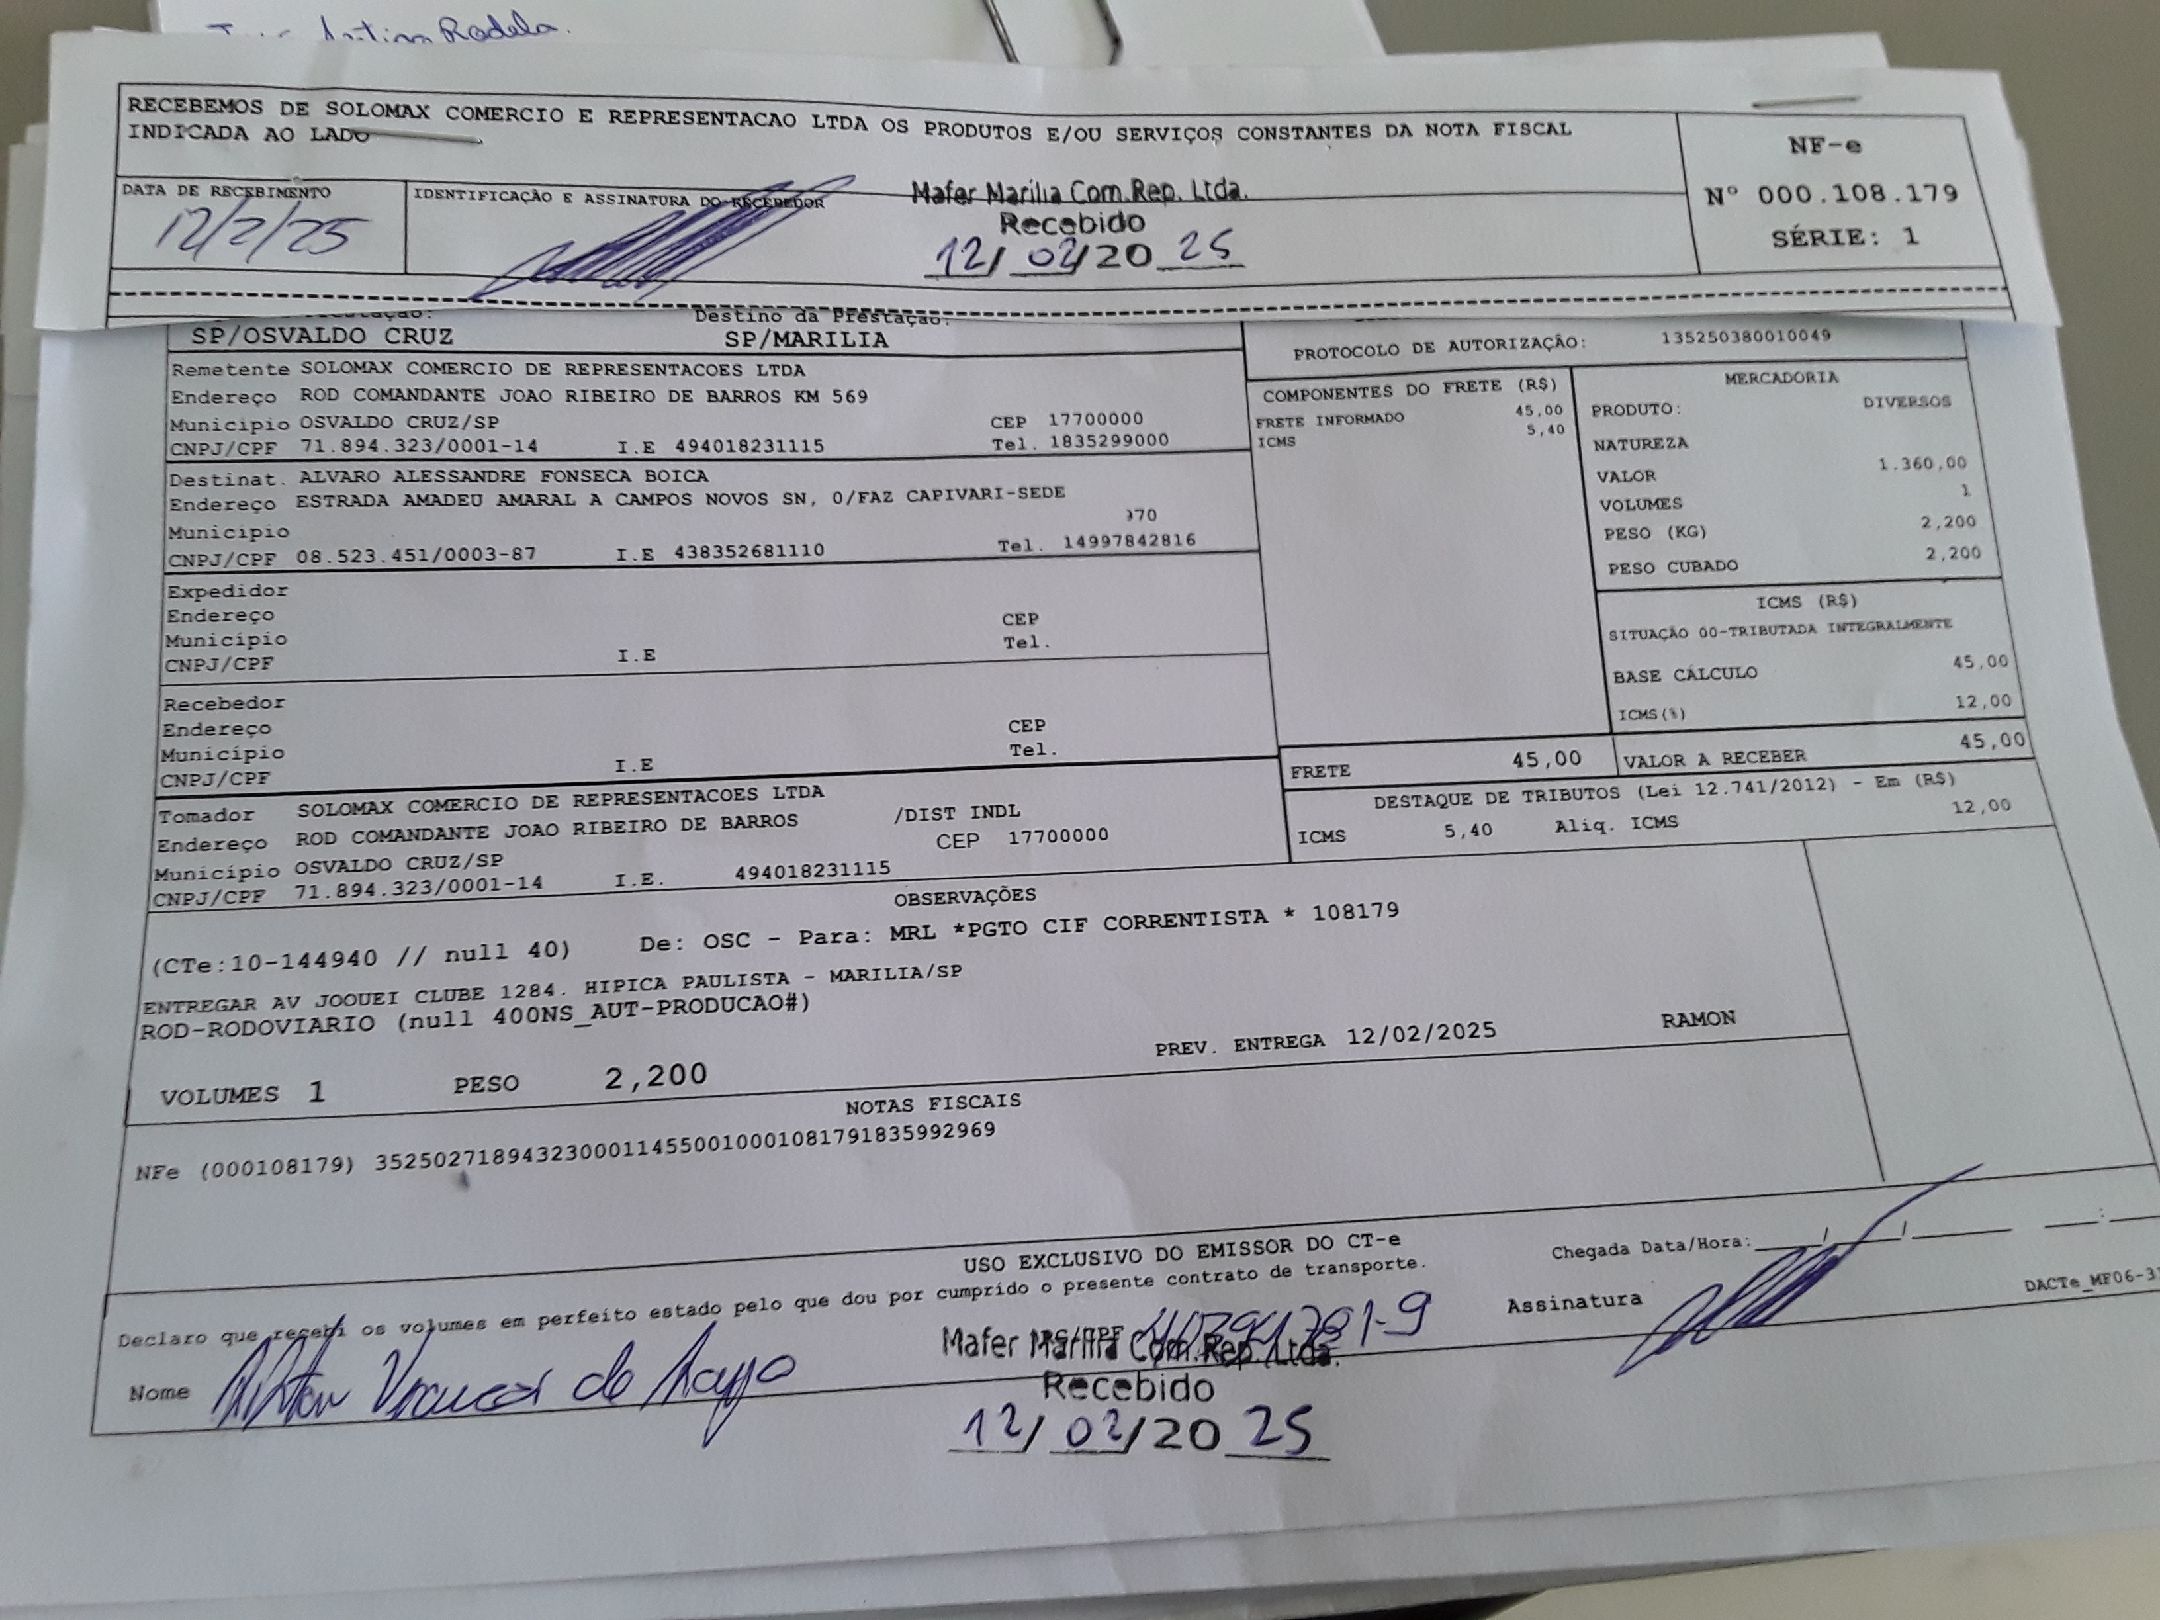 Rodela.
RECEBEMOS DE SOLOMAX COMERCIO E REPRESENTACAO LTDA OS PRODUTOS E/OU SERVIÇOS CONSTANTES DA NOTA FISCAL
INDICADA AO LADO
NF-e
Nº 000.108.179
SÉRIE: 1
DATA DE RECEBIMENTO
12/2/25
IDENTIFICAÇÃO E ASSINATURA DO RECEBEDOR
Mafer Marília Com.Rep. Ltda.
Recebido
12/02/2025
Destino da Prestação:
SP/OSVALDO CRUZ SP/MARILIA
Remetente SOLOMAX COMERCIO DE REPRESENTACOES LTDA
Endereço ROD COMANDANTE JOAO RIBEIRO DE BARROS KM 569
Município OSVALDO CRUZ/SP CEP 17700000
CNPJ/CPF 71.894.323/0001-14 I.E 494018231115 Tel. 1835299000
Destinat. ALVARO ALESSANDRE FONSECA BOICA
Endereço ESTRADA AMADEU AMARAL A CAMPOS NOVOS SN, 0/FAZ CAPIVARI-SEDE
Município 970
CNPJ/CPF 08.523.451/0003-87 I.E 438352681110 Tel. 14997842816
Expedidor
Endereço CEP
Município Tel.
CNPJ/CPF I.E
Recebedor
Endereço CEP
Município Tel.
CNPJ/CPF I.E
Tomador SOLOMAX COMERCIO DE REPRESENTACOES LTDA
Endereço ROD COMANDANTE JOAO RIBEIRO DE BARROS /DIST INDL
Município OSVALDO CRUZ/SP CEP 17700000
CNPJ/CPF 71.894.323/0001-14 I.E. 494018231115
PROTOCOLO DE AUTORIZAÇÃO: 135250380010049
COMPONENTES DO FRETE (R$)
FRETE INFORMADO 45,00
ICMS 5,40
MERCADORIA
PRODUTO: DIVERSOS
NATUREZA
VALOR 1.360,00
VOLUMES 1
PESO (KG) 2,200
PESO CUBADO 2,200
ICMS (R$)
SITUAÇÃO 00-TRIBUTADA INTEGRALMENTE
BASE CÁLCULO 45,00
ICMS(%) 12,00
FRETE 45,00 VALOR A RECEBER 45,00
DESTAQUE DE TRIBUTOS (Lei 12.741/2012) - Em (R$)
ICMS 5,40 Aliq. ICMS 12,00
OBSERVAÇÕES
(CTe:10-144940 // null 40) De: OSC - Para: MRL *PGTO CIF CORRENTISTA * 108179
ENTREGAR AV JOQUEI CLUBE 1284. HIPICA PAULISTA - MARILIA/SP
ROD-RODOVIARIO (null 400NS_AUT-PRODUCAO#)
PREV. ENTREGA 12/02/2025 RAMON
VOLUMES 1 PESO 2,200
NOTAS FISCAIS
NFe (000108179) 35250271894323000114550010001081791835992969
USO EXCLUSIVO DO EMISSOR DO CT-e
Chegada Data/Hora:
Declaro que recebi os volumes em perfeito estado pelo que dou por cumprido o presente contrato de transporte.
DACTe_MF06-31
Nome RG/CPF Assinatura
Mafer Marília Com.Rep. Ltda.
Recebido
12/02/2025